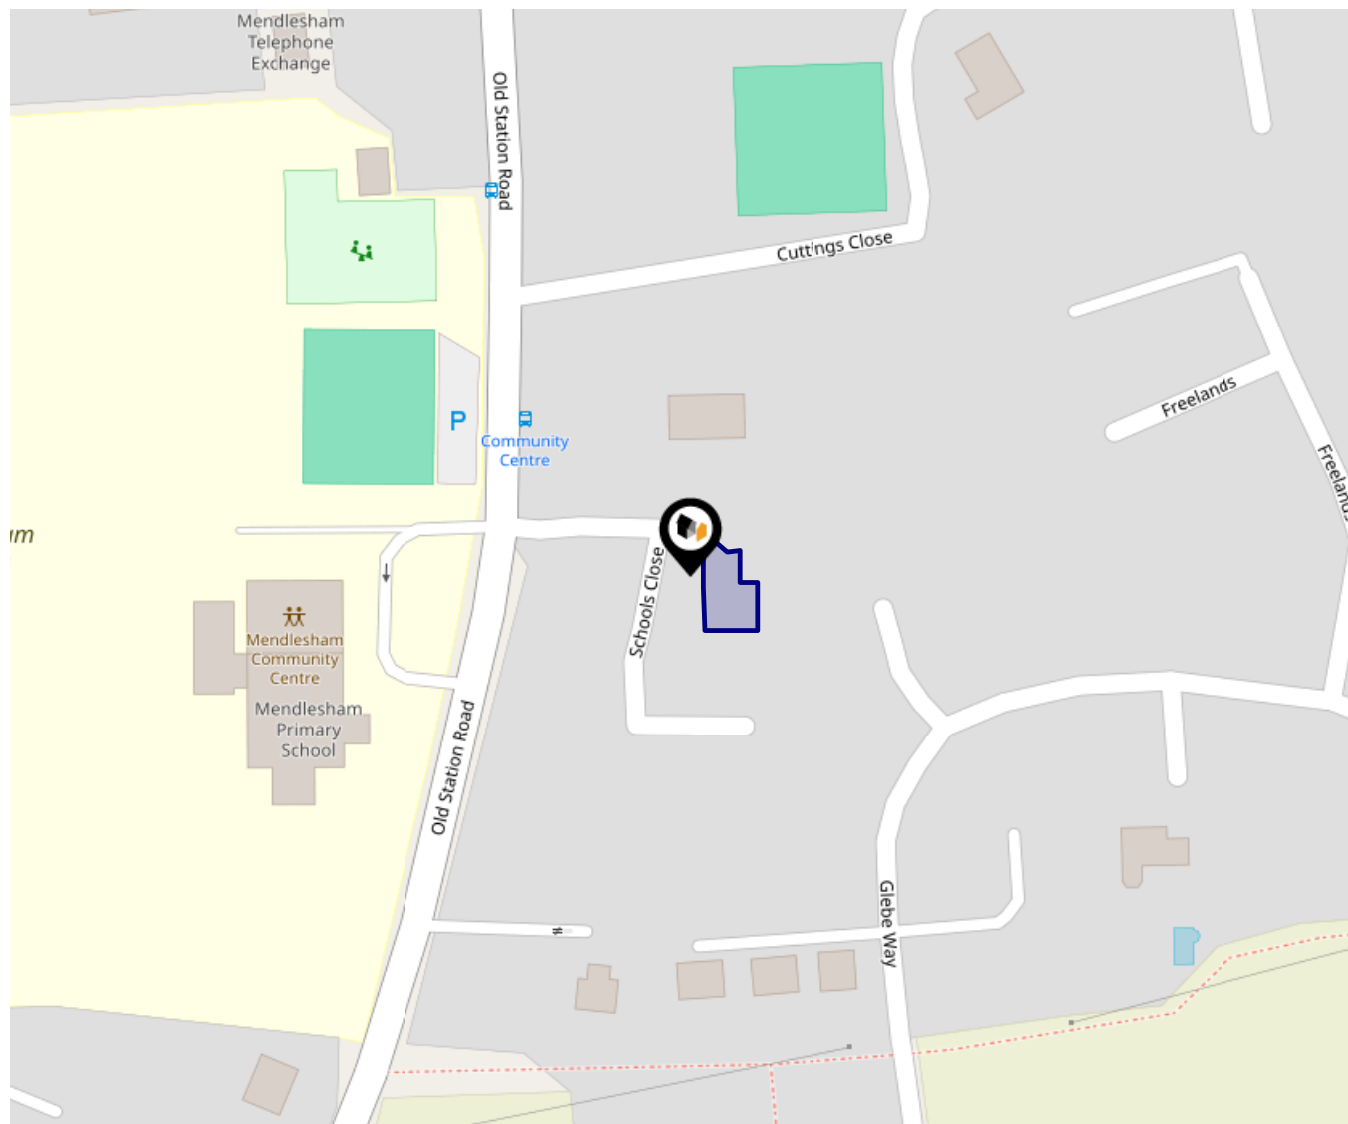 Mendlesham
Telephone
Exchange
Old Station Road
Cuttings Close
Freelands
Freelands
P
Community
Centre
Schools Close
Mendlesham
Community
Centre
Mendlesham
Primary
School
Old Station Road
Glebe Way